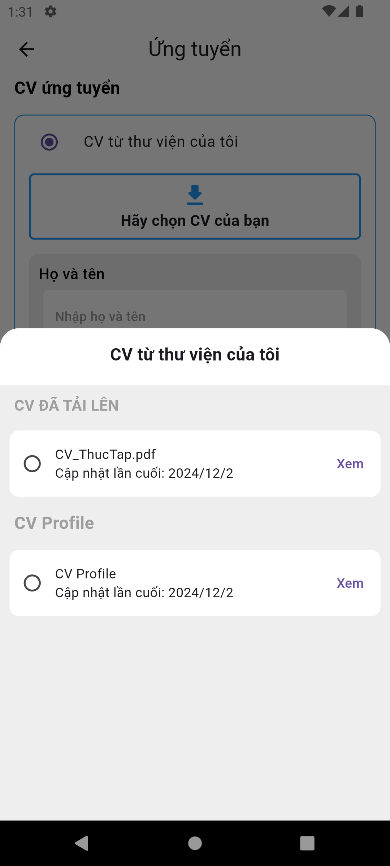 1:31
Ứng tuyển
CV ứng tuyển
CV từ thư viện của tôi
Hãy chọn CV của bạn
Họ và tên
Nhập họ và tên
CV từ thư viện của tôi
CV ĐÃ TẢI LÊN
CV_ThucTap.pdf
Xem
Cập nhật lần cuối: 2024/12/2
CV Profile
CV Profile
Xem
Cập nhật lần cuối: 2024/12/2